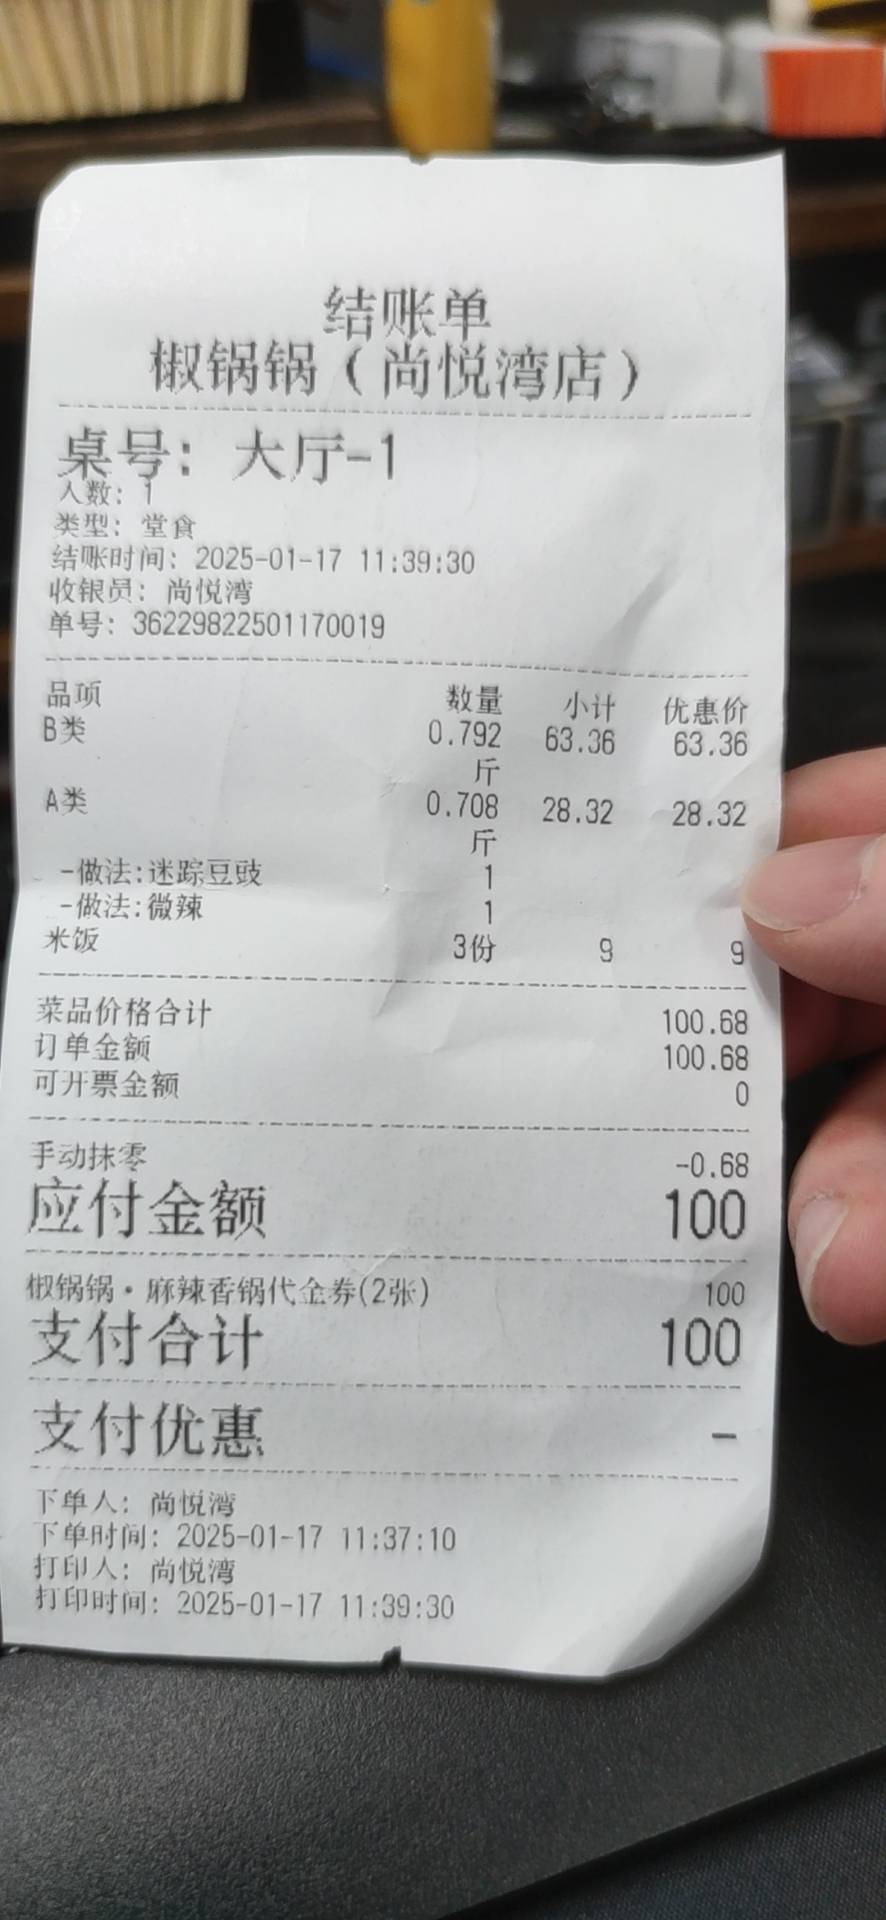 结账单
椒锅锅（尚悦湾店）
桌号：大厅-1
人数：1
类型：堂食
结账时间：2025-01-17 11:39:30
收银员：尚悦湾
单号：36229822501170019
品项 数量 小计 优惠价
B类 0.792 63.36 63.36
斤
A类 0.708 28.32 28.32
斤
-做法:迷踪豆豉 1
-做法:微辣 1
米饭 3份 9 9
菜品价格合计 100.68
订单金额 100.68
可开票金额 0
手动抹零 -0.68
应付金额 100
椒锅锅·麻辣香锅代金券(2张) 100
支付合计 100
支付优惠 -
下单人：尚悦湾
下单时间：2025-01-17 11:37:10
打印人：尚悦湾
打印时间：2025-01-17 11:39:30